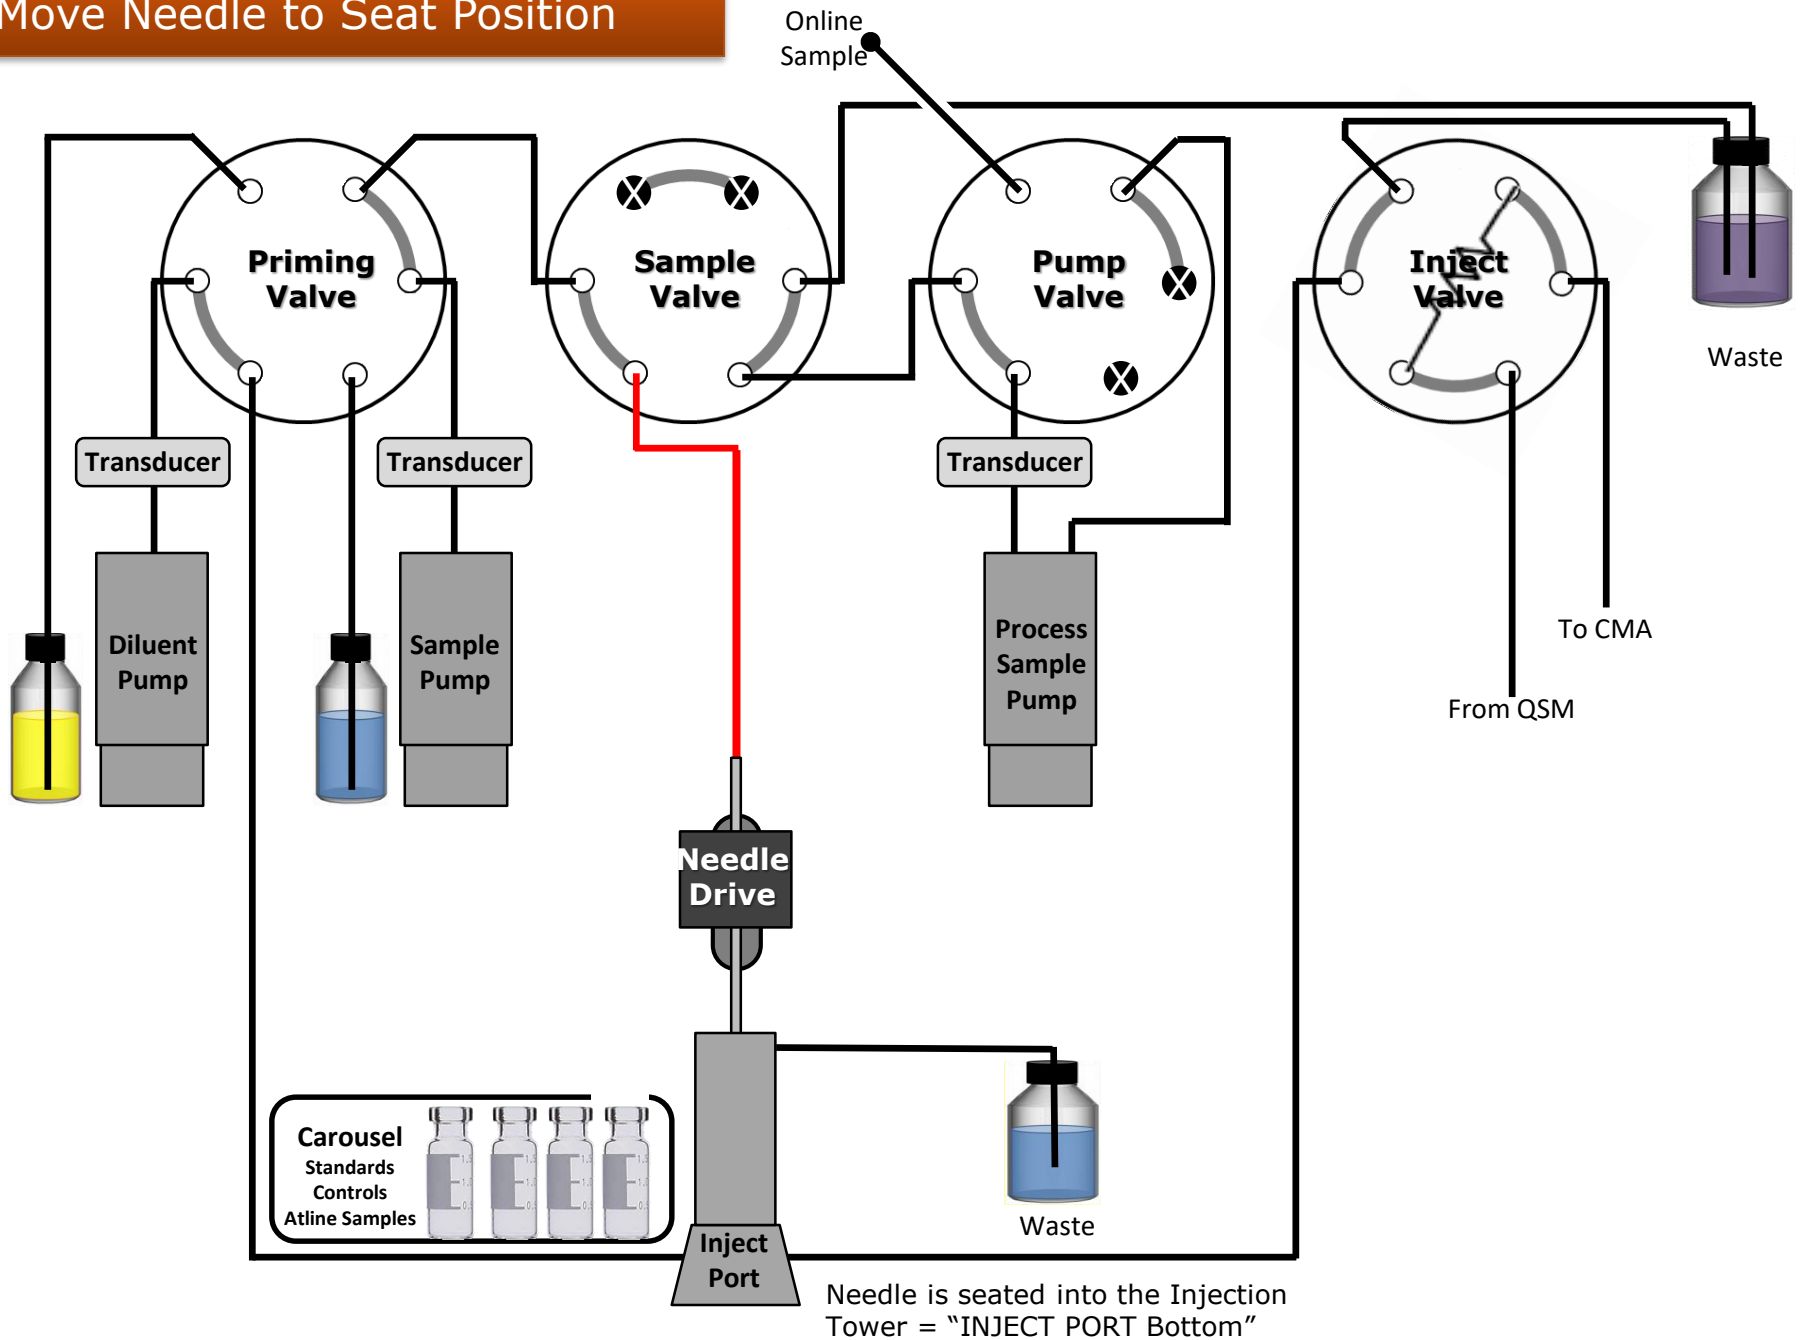 Move Needle to Seat Position
Online
Sample
Priming
Valve
Sample
Valve
Pump
Valve
Inject
Valve
Waste
Transducer
Transducer
Transducer
Diluent
Pump
Sample
Pump
Process
Sample
Pump
To CMA
From QSM
Needle
Drive
Carousel
Standards
Controls
Atline Samples
Waste
Inject
Port
Needle is seated into the Injection
Tower = “INJECT PORT Bottom”